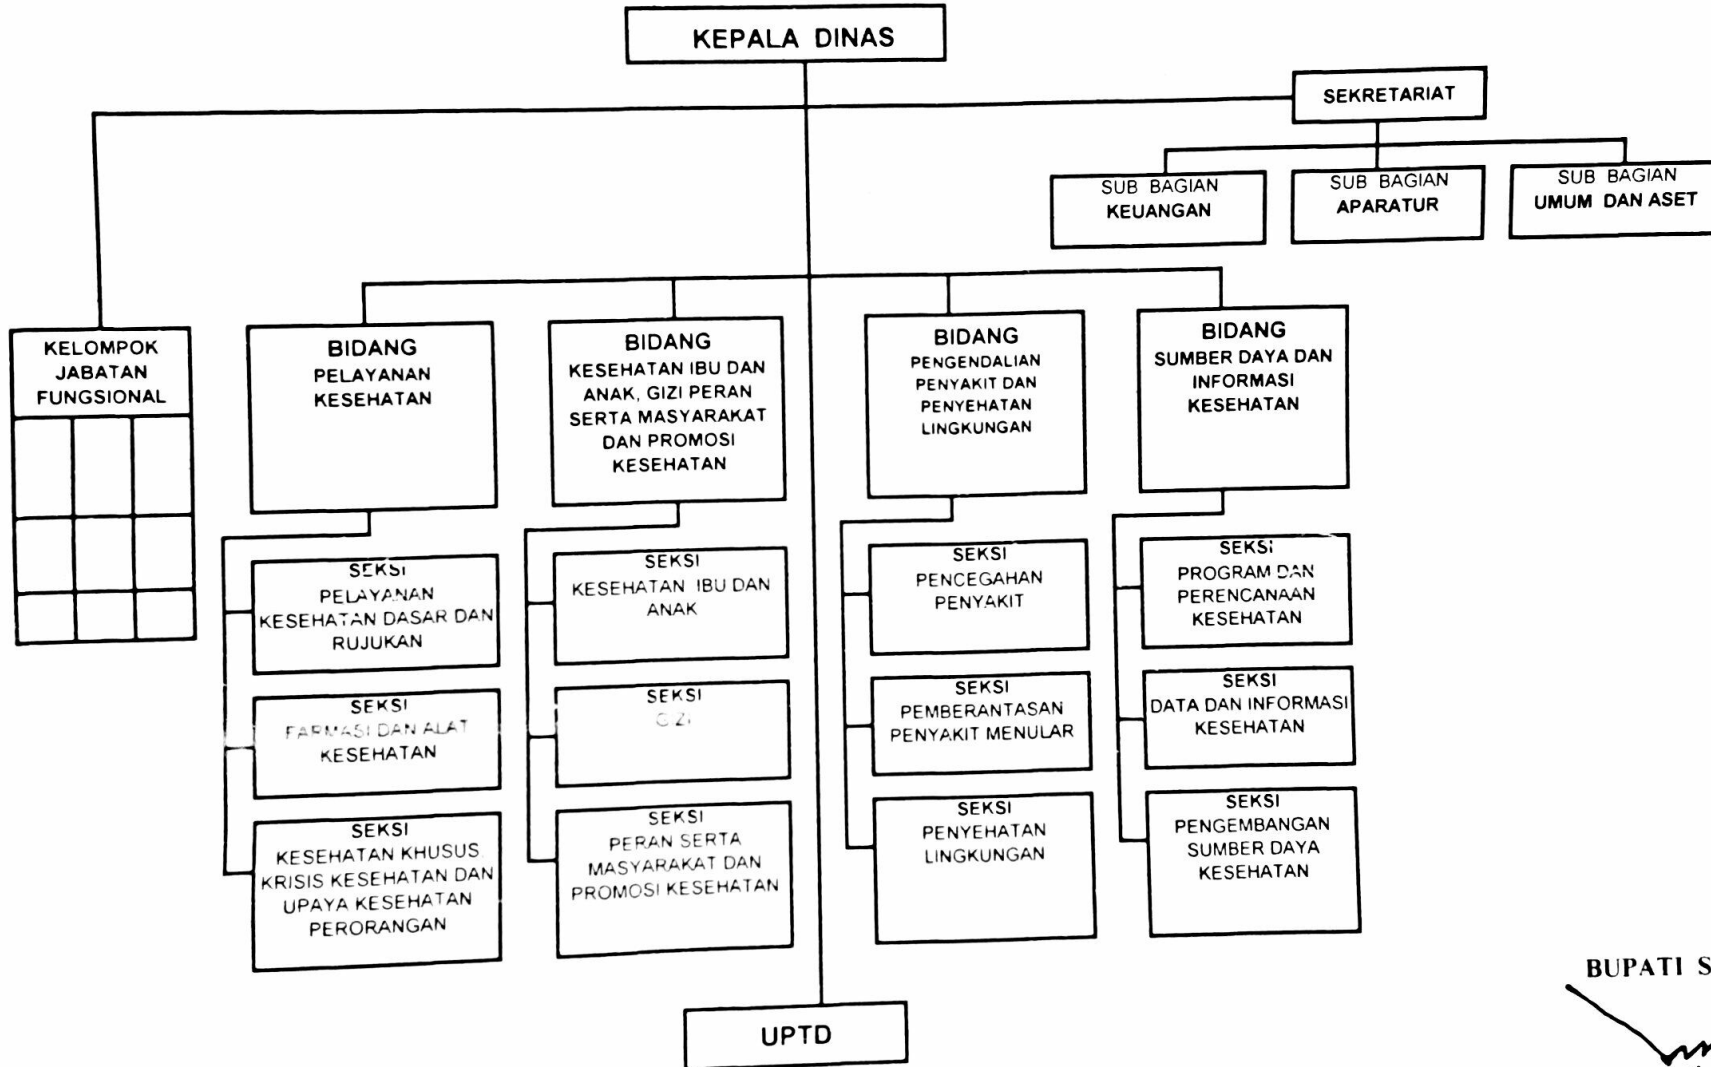 KEPALA DINAS
SEKRETARIAT
SUB BAGIAN
KEUANGAN
SUB BAGIAN
APARATUR
SUB BAGIAN
UMUM DAN ASET
KELOMPOK
JABATAN
FUNGSIONAL
BIDANG
PELAYANAN
KESEHATAN
BIDANG
KESEHATAN IBU DAN
ANAK, GIZI PERAN
SERTA MASYARAKAT
DAN PROMOSI
KESEHATAN
BIDANG
PENGENDALIAN
PENYAKIT DAN
PENYEHATAN
LINGKUNGAN
BIDANG
SUMBER DAYA DAN
INFORMASI
KESEHATAN
SEKSI
PELAYANAN
KESEHATAN DASAR DAN
RUJUKAN
SEKSI
FARMASI DAN ALAT
KESEHATAN
SEKSI
KESEHATAN KHUSUS
KRISIS KESEHATAN DAN
UPAYA KESEHATAN
PERORANGAN
SEKSI
KESEHATAN IBU DAN
ANAK
SEKSI
GIZI
SEKSI
PERAN SERTA
MASYARAKAT DAN
PROMOSI KESEHATAN
SEKSI
PENCEGAHAN
PENYAKIT
SEKSI
PEMBERANTASAN
PENYAKIT MENULAR
SEKSI
PENYEHATAN
LINGKUNGAN
SEKSI
PROGRAM DAN
PERENCANAAN
KESEHATAN
SEKSI
DATA DAN INFORMASI
KESEHATAN
SEKSI
PENGEMBANGAN
SUMBER DAYA
KESEHATAN
UPTD
BUPATI S